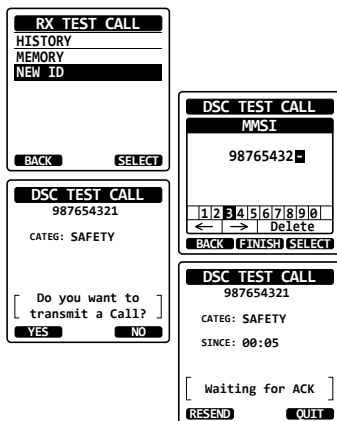 RX TEST CALL
HISTORY
MEMORY
NEW ID
BACK SELECT
DSC TEST CALL
MMSI
98765432-
1 2 3 4 5 6 7 8 9 0
← → Delete
BACK FINISH SELECT
DSC TEST CALL
987654321
CATEG: SAFETY
Do you want to
transmit a Call?
YES NO
DSC TEST CALL
987654321
CATEG: SAFETY
SINCE: 00:05
Waiting for ACK
RESEND QUIT